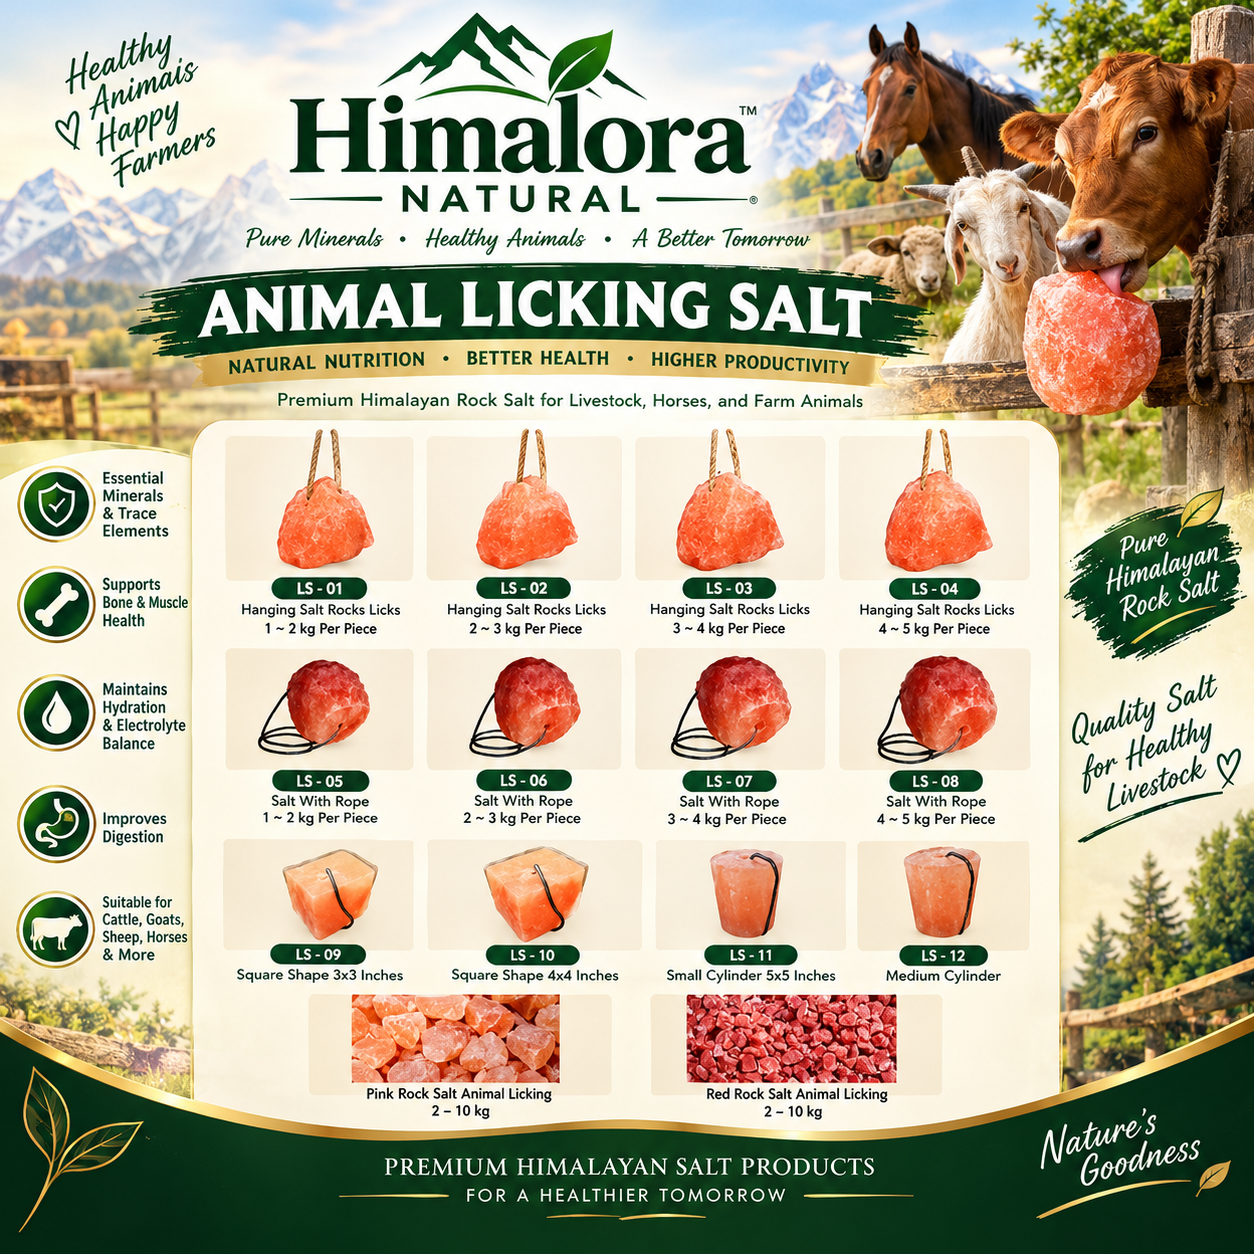 Healthy
Animais
Happy
Farmers
Himalora™
NATURAL®
Pure Minerals • Healthy Animals • A Better Tomorrow
ANIMAL LICKING SALT
NATURAL NUTRITION • BETTER HEALTH • HIGHER PRODUCTIVITY
Premium Himalayan Rock Salt for Livestock, Horses, and Farm Animals
Essential
Minerals
& Trace
Elements
Supports
Bone & Muscle
Health
Maintains
Hydration
& Electrolyte
Balance
Improves
Digestion
Suitable for
Cattle, Goats,
Sheep, Horses
& More
LS - 01
Hanging Salt Rocks Licks
1 ~ 2 kg Per Piece
LS - 02
Hanging Salt Rocks Licks
2 ~ 3 kg Per Piece
LS - 03
Hanging Salt Rocks Licks
3 ~ 4 kg Per Piece
LS - 04
Hanging Salt Rocks Licks
4 ~ 5 kg Per Piece
LS - 05
Salt With Rope
1 ~ 2 kg Per Piece
LS - 06
Salt With Rope
2 ~ 3 kg Per Piece
LS - 07
Salt With Rope
3 ~ 4 kg Per Piece
LS - 08
Salt With Rope
4 ~ 5 kg Per Piece
LS - 09
Square Shape 3x3 Inches
LS - 10
Square Shape 4x4 Inches
LS - 11
Small Cylinder 5x5 Inches
LS - 12
Medium Cylinder
Pink Rock Salt Animal Licking
2 – 10 kg
Red Rock Salt Animal Licking
2 – 10 kg
Pure
Himalayan
Rock Salt
Quality Salt
for Healthy
Livestock
PREMIUM HIMALAYAN SALT PRODUCTS
FOR A HEALTHIER TOMORROW
Nature's
Goodness